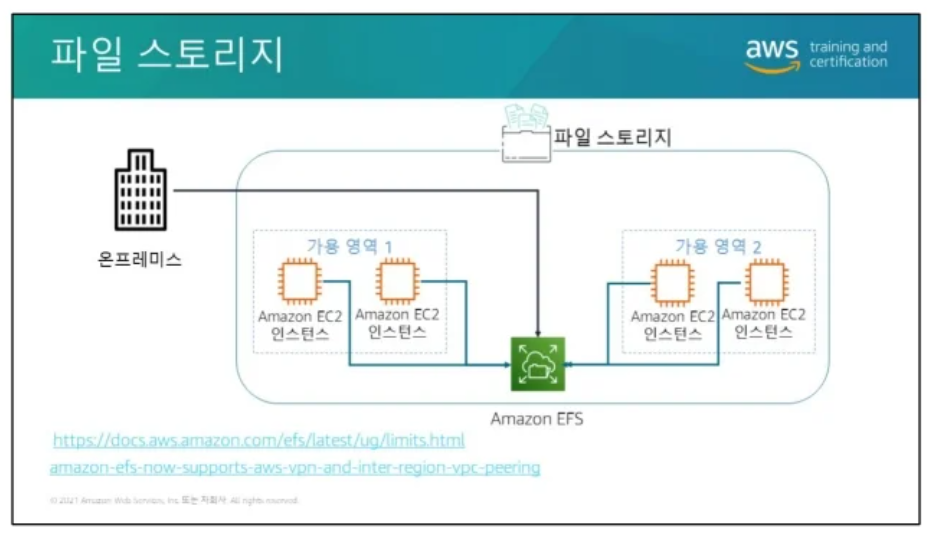 파일 스토리지
aws training and
certification
파일 스토리지
온프레미스
가용 영역 1
Amazon EC2
인스턴스
Amazon EC2
인스턴스
가용 영역 2
Amazon EC2
인스턴스
Amazon EC2
인스턴스
Amazon EFS
https://docs.aws.amazon.com/efs/latest/ug/limits.html
amazon-efs-now-supports-aws-vpn-and-inter-region-vpc-peering
© 2021 Amazon Web Services, Inc. 또는 자회사. All rights reserved.